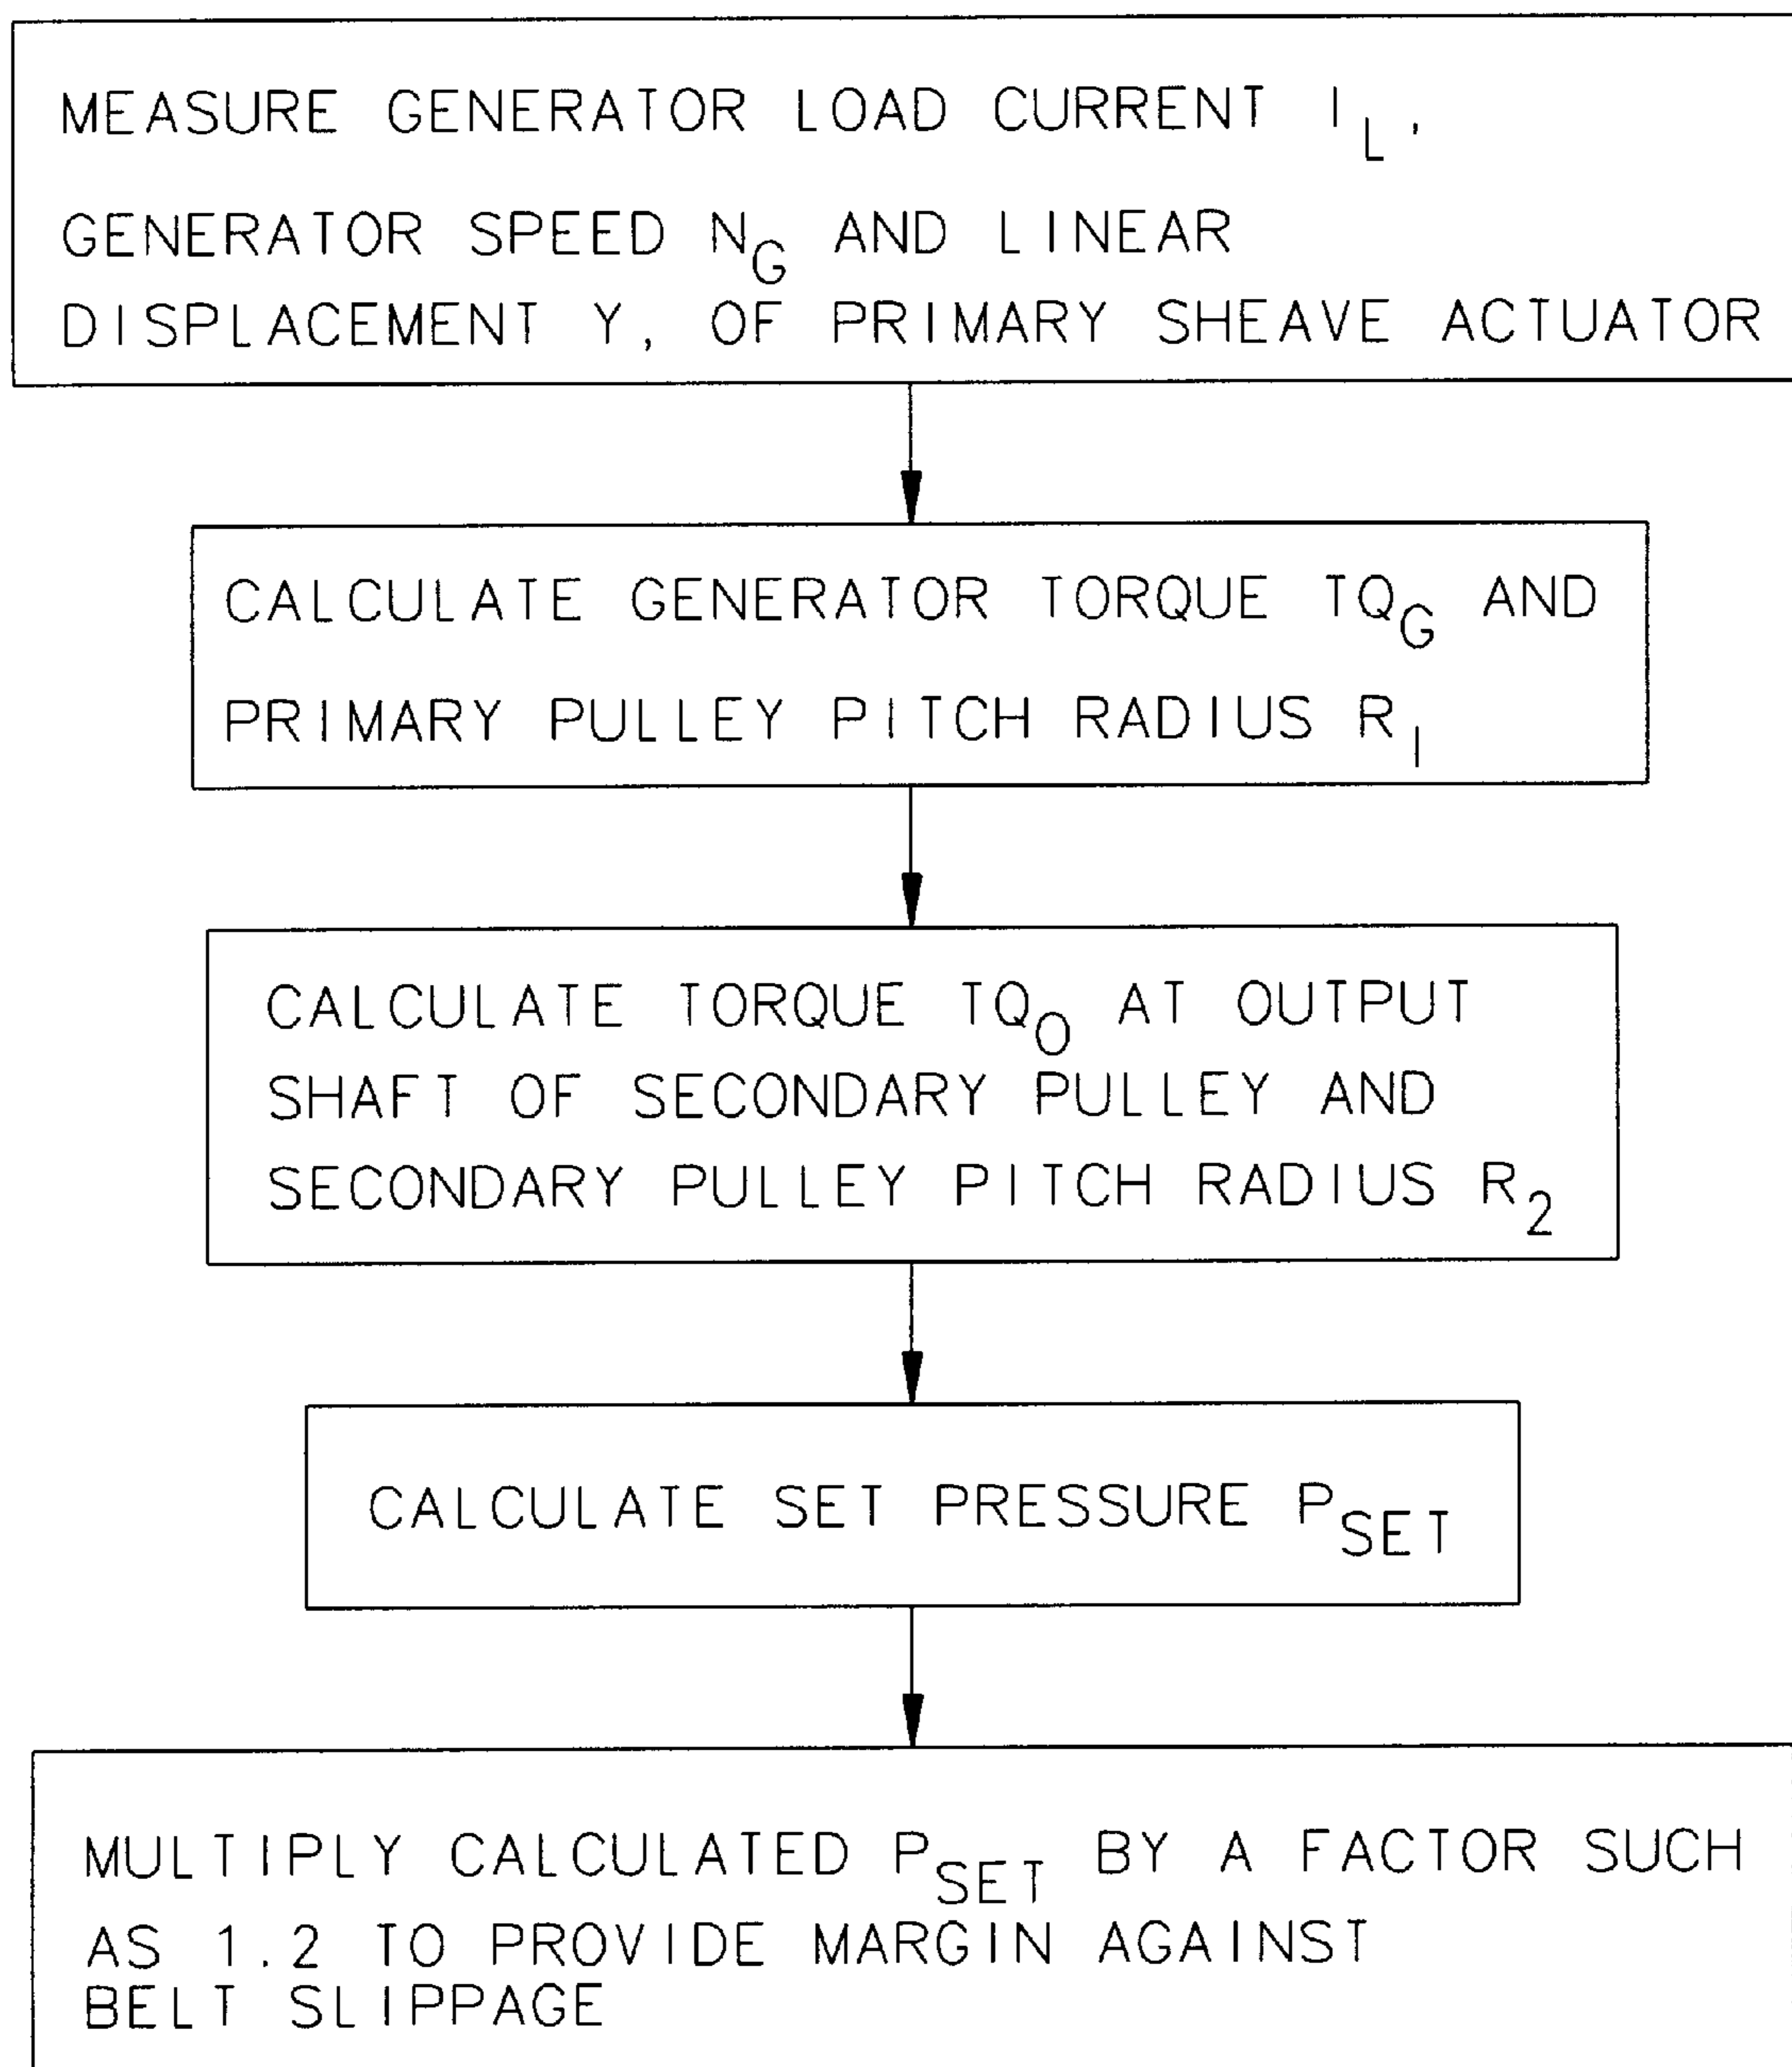 MEASURE GENERATOR LOAD CURRENT I_L,
GENERATOR SPEED N_G AND LINEAR
DISPLACEMENT Y, OF PRIMARY SHEAVE ACTUATOR
CALCULATE GENERATOR TORQUE TQ_G AND
PRIMARY PULLEY PITCH RADIUS R_1
CALCULATE TORQUE TQ_O AT OUTPUT
SHAFT OF SECONDARY PULLEY AND
SECONDARY PULLEY PITCH RADIUS R_2
CALCULATE SET PRESSURE P_SET
MULTIPLY CALCULATED P_SET BY A FACTOR SUCH
AS 1.2 TO PROVIDE MARGIN AGAINST
BELT SLIPPAGE